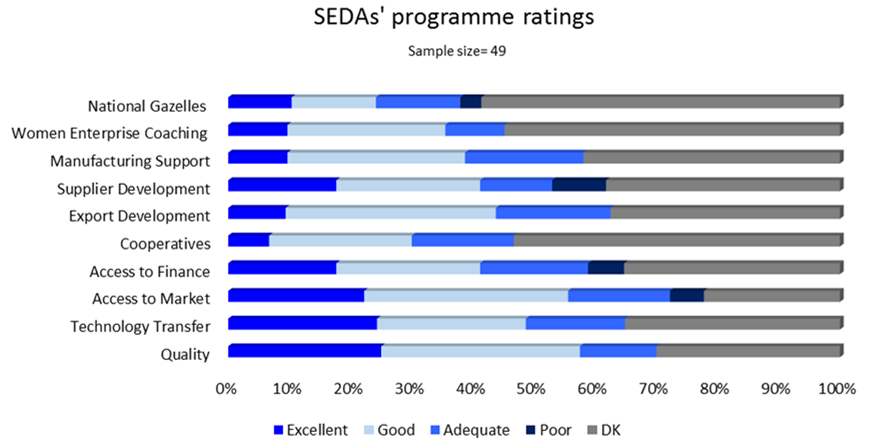 SEDAs' programme ratings
Sample size= 49
National Gazelles
Women Enterprise Coaching
Manufacturing Support
Supplier Development
Export Development
Cooperatives
Access to Finance
Access to Market
Technology Transfer
Quality
0% 10% 20% 30% 40% 50% 60% 70% 80% 90% 100%
Excellent Good Adequate Poor DK